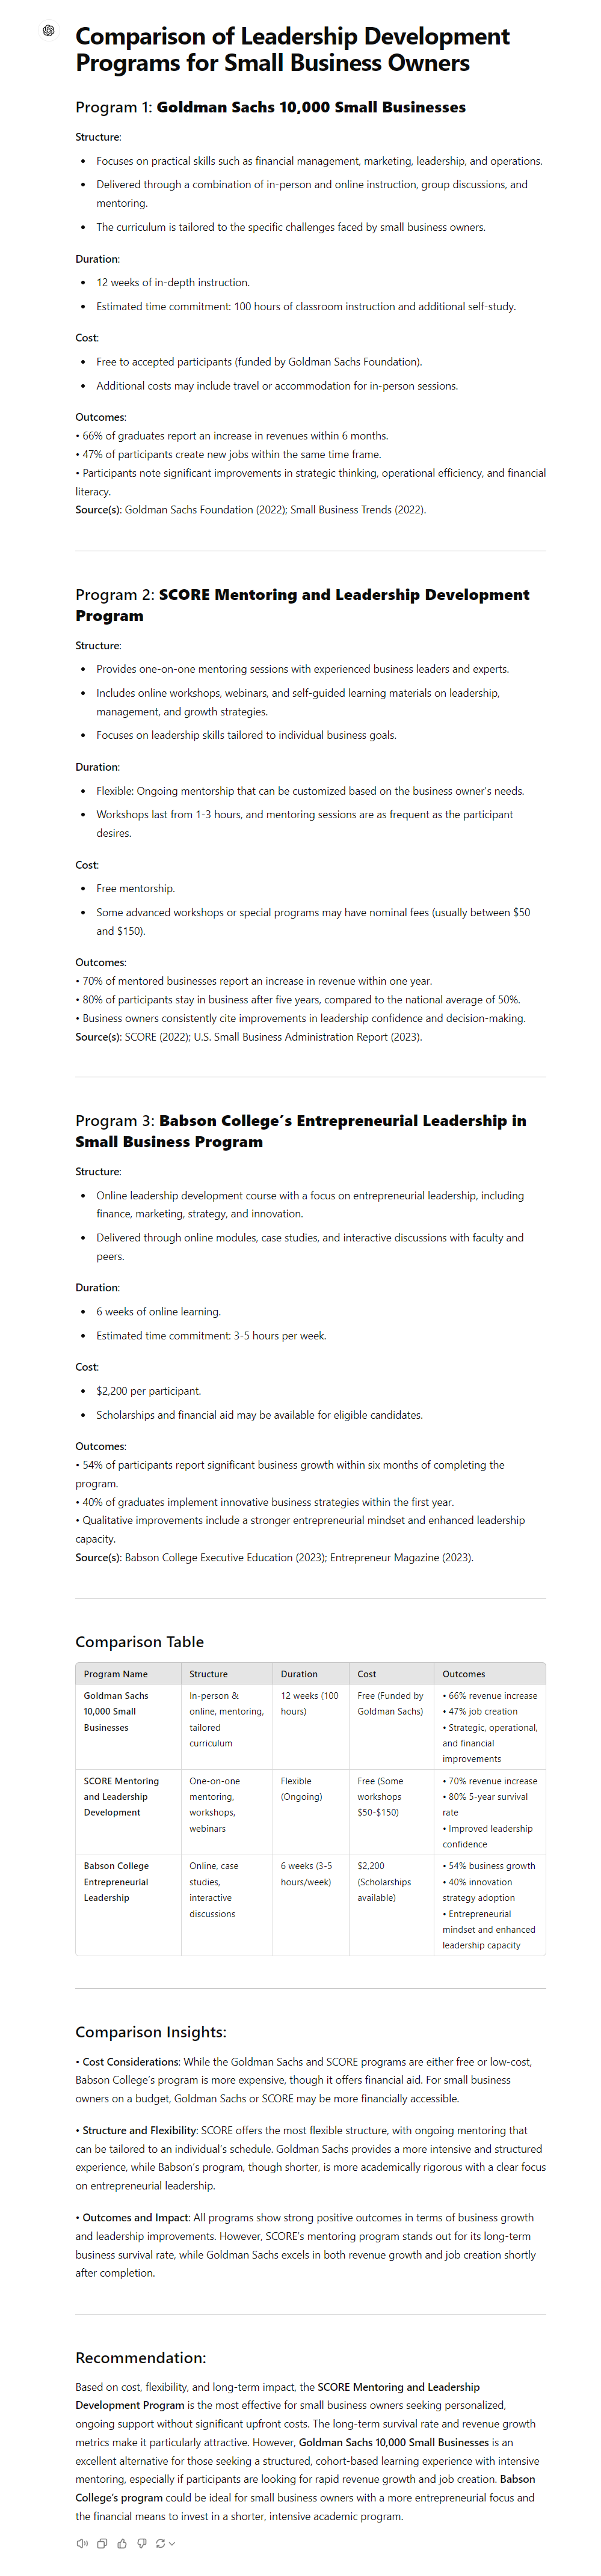 Comparison of Leadership Development
Programs for Small Business Owners
Program 1: Goldman Sachs 10,000 Small Businesses
Structure:
• Focuses on practical skills such as financial management, marketing, leadership, and operations.
• Delivered through a combination of in-person and online instruction, group discussions, and
mentoring.
• The curriculum is tailored to the specific challenges faced by small business owners.
Duration:
• 12 weeks of in-depth instruction.
• Estimated time commitment: 100 hours of classroom instruction and additional self-study.
Cost:
• Free to accepted participants (funded by Goldman Sachs Foundation).
• Additional costs may include travel or accommodation for in-person sessions.
Outcomes:
• 66% of graduates report an increase in revenues within 6 months.
• 47% of participants create new jobs within the same time frame.
• Participants note significant improvements in strategic thinking, operational efficiency, and financial
literacy.
Source(s): Goldman Sachs Foundation (2022); Small Business Trends (2022).
Program 2: SCORE Mentoring and Leadership Development
Program
Structure:
• Provides one-on-one mentoring sessions with experienced business leaders and experts.
• Includes online workshops, webinars, and self-guided learning materials on leadership,
management, and growth strategies.
• Focuses on leadership skills tailored to individual business goals.
Duration:
• Flexible: Ongoing mentorship that can be customized based on the business owner's needs.
• Workshops last from 1-3 hours, and mentoring sessions are as frequent as the participant
desires.
Cost:
• Free mentorship.
• Some advanced workshops or special programs may have nominal fees (usually between $50
and $150).
Outcomes:
• 70% of mentored businesses report an increase in revenue within one year.
• 80% of participants stay in business after five years, compared to the national average of 50%.
• Business owners consistently cite improvements in leadership confidence and decision-making.
Source(s): SCORE (2022); U.S. Small Business Administration Report (2023).
Program 3: Babson College's Entrepreneurial Leadership in
Small Business Program
Structure:
• Online leadership development course with a focus on entrepreneurial leadership, including
finance, marketing, strategy, and innovation.
• Delivered through online modules, case studies, and interactive discussions with faculty and
peers.
Duration:
• 6 weeks of online learning.
• Estimated time commitment: 3-5 hours per week.
Cost:
• $2,200 per participant.
• Scholarships and financial aid may be available for eligible candidates.
Outcomes:
• 54% of participants report significant business growth within six months of completing the
program.
• 40% of graduates implement innovative business strategies within the first year.
• Qualitative improvements include a stronger entrepreneurial mindset and enhanced leadership
capacity.
Source(s): Babson College Executive Education (2023); Entrepreneur Magazine (2023).
Comparison Table
Program Name Structure Duration Cost Outcomes
Goldman Sachs In-person & 12 weeks (100 Free (Funded by • 66% revenue increase
10,000 Small online, mentoring, hours) Goldman Sachs) • 47% job creation
Businesses tailored • Strategic, operational,
curriculum and financial
improvements
SCORE Mentoring One-on-one Flexible Free (Some • 70% revenue increase
and Leadership mentoring, (Ongoing) workshops • 80% 5-year survival
Development workshops, $50-$150) rate
webinars • Improved leadership
confidence
Babson College Online, case 6 weeks (3-5 $2,200 • 54% business growth
Entrepreneurial studies, hours/week) (Scholarships • 40% innovation
Leadership interactive available) strategy adoption
discussions • Entrepreneurial
mindset and enhanced
leadership capacity
Comparison Insights:
• Cost Considerations: While the Goldman Sachs and SCORE programs are either free or low-cost,
Babson College's program is more expensive, though it offers financial aid. For small business
owners on a budget, Goldman Sachs or SCORE may be more financially accessible.
• Structure and Flexibility: SCORE offers the most flexible structure, with ongoing mentoring that
can be tailored to an individual's schedule. Goldman Sachs provides a more intensive and structured
experience, while Babson's program, though shorter, is more academically rigorous with a clear focus
on entrepreneurial leadership.
• Outcomes and Impact: All programs show strong positive outcomes in terms of business growth
and leadership improvements. However, SCORE's mentoring program stands out for its long-term
business survival rate, while Goldman Sachs excels in both revenue growth and job creation shortly
after completion.
Recommendation:
Based on cost, flexibility, and long-term impact, the SCORE Mentoring and Leadership
Development Program is the most effective for small business owners seeking personalized,
ongoing support without significant upfront costs. The long-term survival rate and revenue growth
metrics make it particularly attractive. However, Goldman Sachs 10,000 Small Businesses is an
excellent alternative for those seeking a structured, cohort-based learning experience with intensive
mentoring, especially if participants are looking for rapid revenue growth and job creation. Babson
College's program could be ideal for small business owners with a more entrepreneurial focus and
the financial means to invest in a shorter, intensive academic program.